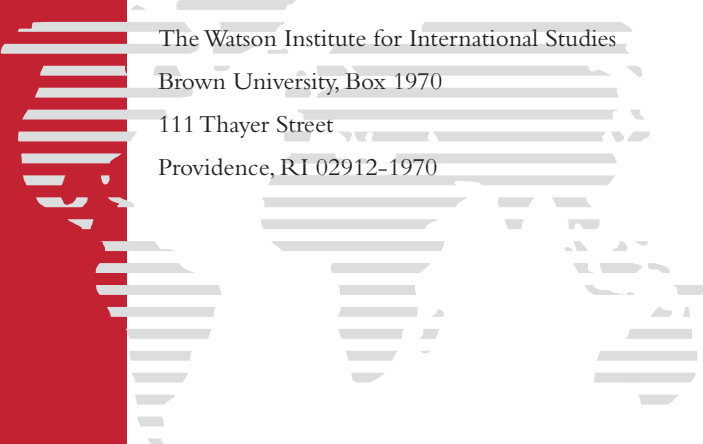 The Watson Institute for International Studies
Brown University, Box 1970
111 Thayer Street
Providence, RI 02912-1970